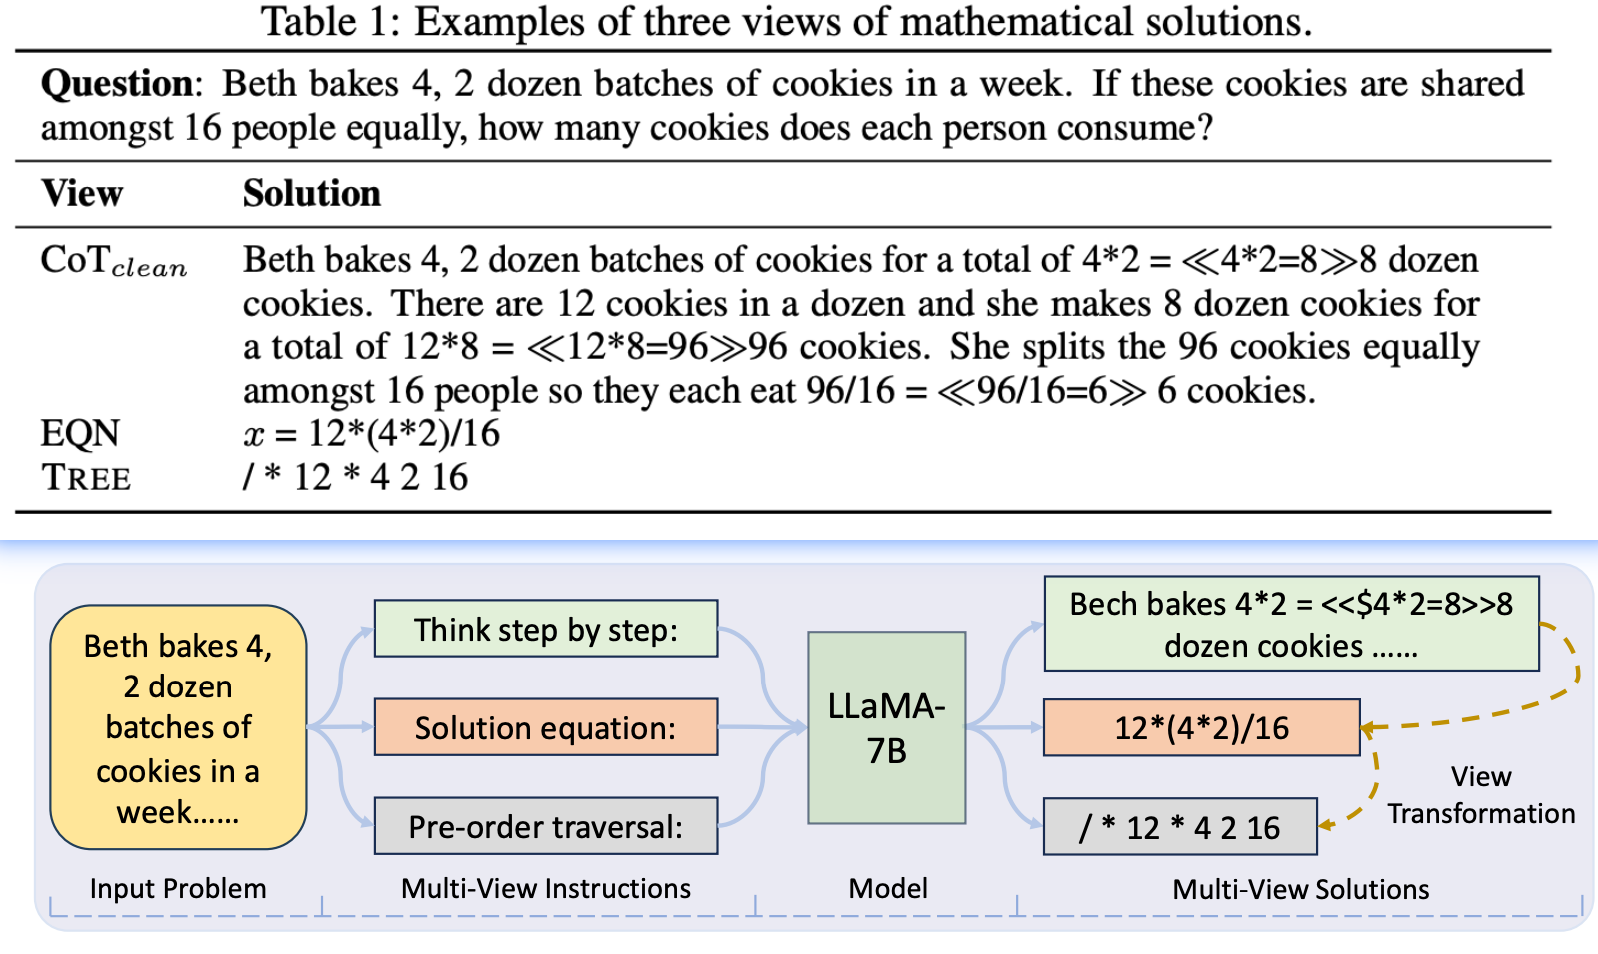 Table 1: Examples of three views of mathematical solutions.
Question: Beth bakes 4, 2 dozen batches of cookies in a week. If these cookies are shared
amongst 16 people equally, how many cookies does each person consume?
View Solution
CoT_clean Beth bakes 4, 2 dozen batches of cookies for a total of 4*2 = ≪4*2=8≫8 dozen
cookies. There are 12 cookies in a dozen and she makes 8 dozen cookies for
a total of 12*8 = ≪12*8=96≫96 cookies. She splits the 96 cookies equally
amongst 16 people so they each eat 96/16 = ≪96/16=6≫ 6 cookies.
EQN x = 12*(4*2)/16
TREE / * 12 * 4 2 16
Beth bakes 4,
2 dozen
batches of
cookies in a
week......
Input Problem
Think step by step:
Solution equation:
Pre-order traversal:
Multi-View Instructions
LLaMA-
7B
Model
Bech bakes 4*2 = <<$4*2=8>>8
dozen cookies ......
12*(4*2)/16
/ * 12 * 4 2 16
View
Transformation
Multi-View Solutions